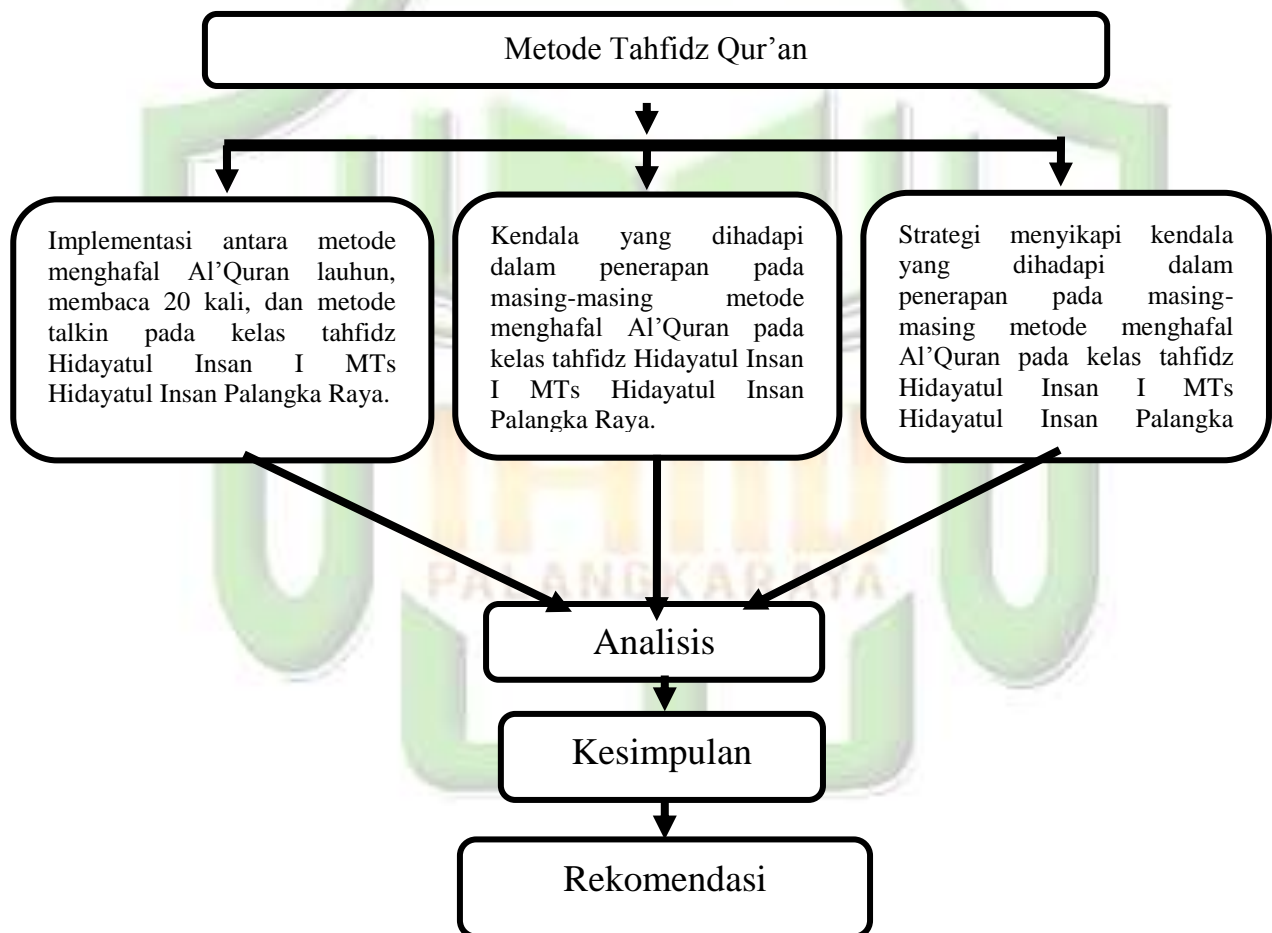 Metode Tahfidz Qur’an
Implementasi antara metode
menghafal Al’Quran lauhun,
membaca 20 kali, dan metode
talkin pada kelas tahfidz
Hidayatul Insan I MTs
Hidayatul Insan Palangka Raya.
Kendala yang dihadapi
dalam penerapan pada
masing-masing metode
menghafal Al’Quran pada
kelas tahfidz Hidayatul Insan
I MTs Hidayatul Insan
Palangka Raya.
Strategi menyikapi kendala
yang dihadapi dalam
penerapan pada masing-
masing metode menghafal
Al’Quran pada kelas tahfidz
Hidayatul Insan I MTs
Hidayatul Insan Palangka
IAIN
PALANGKARAYA
Analisis
Kesimpulan
Rekomendasi